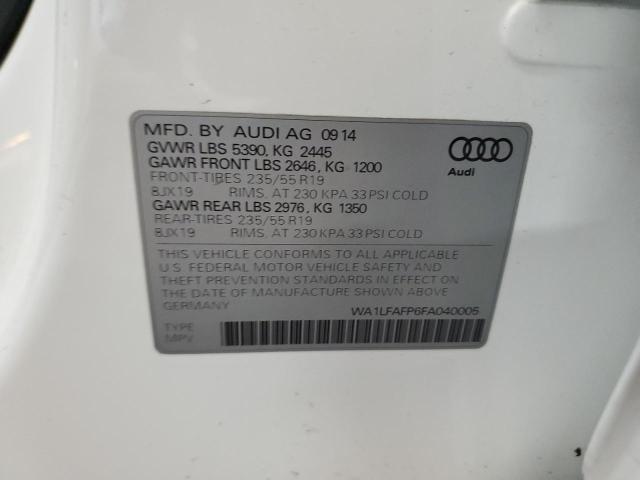 MFD. BY AUDI AG 09 14
GVWR LBS 5390, KG 2445
GAWR FRONT LBS 2646, KG 1200
FRONT-TIRES 235/55 R19
8JX19 RIMS. AT 230 KPA 33 PSI COLD
GAWR REAR LBS 2976, KG 1350
REAR-TIRES 235/55 R19
8JX19 RIMS. AT 230 KPA 33 PSI COLD
THIS VEHICLE CONFORMS TO ALL APPLICABLE
U.S. FEDERAL MOTOR VEHICLE SAFETY AND
THEFT PREVENTION STANDARDS IN EFFECT ON
THE DATE OF MANUFACTURE SHOWN ABOVE.
GERMANY
WA1LFAFP6FA040005
TYPE
MPV
Audi